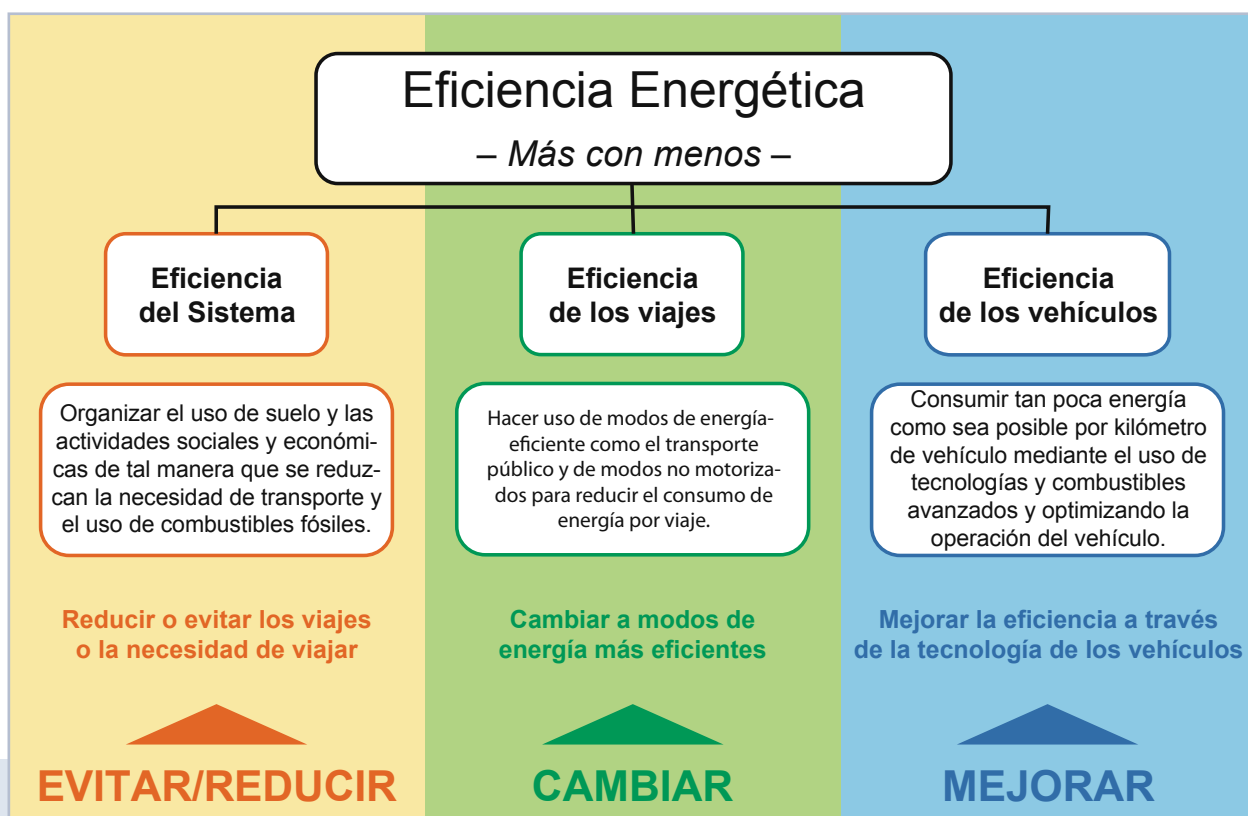 Eficiencia Energética
– Más con menos –
Eficiencia
del Sistema
Organizar el uso de suelo y las
actividades sociales y económi-
cas de tal manera que se reduz-
can la necesidad de transporte y
el uso de combustibles fósiles.
Reducir o evitar los viajes
o la necesidad de viajar
EVITAR/REDUCIR
Eficiencia
de los viajes
Hacer uso de modos de energía-
eficiente como el transporte
público y de modos no motoriza-
dos para reducir el consumo de
energía por viaje.
Cambiar a modos de
energía más eficientes
CAMBIAR
Eficiencia
de los vehículos
Consumir tan poca energía
como sea posible por kilómetro
de vehículo mediante el uso de
tecnologías y combustibles
avanzados y optimizando la
operación del vehículo.
Mejorar la eficiencia a través
de la tecnología de los vehículos
MEJORAR